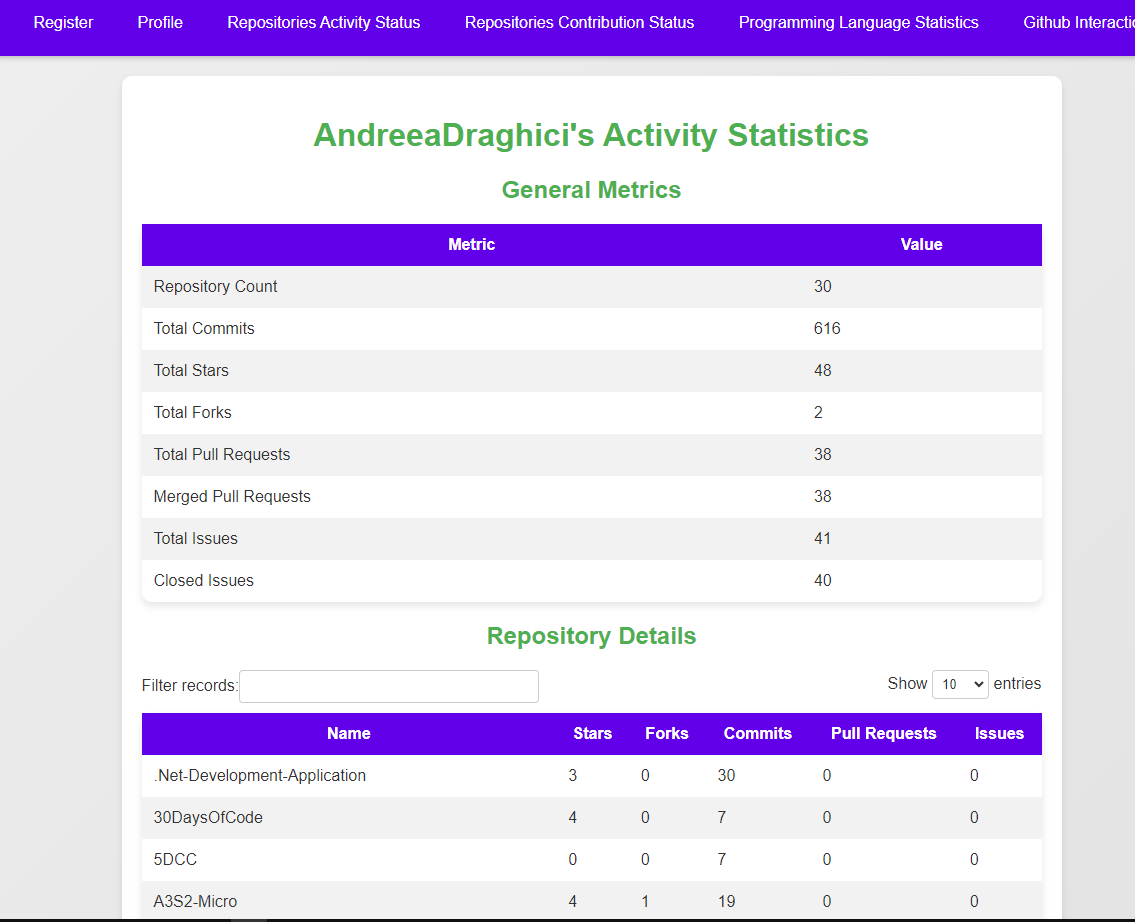 Register Profile Repositories Activity Status Repositories Contribution Status Programming Language Statistics Github
AndreeaDraghici's Activity Statistics
General Metrics
Metric Value
Repository Count 30
Total Commits 616
Total Stars 48
Total Forks 2
Total Pull Requests 38
Merged Pull Requests 38
Total Issues 41
Closed Issues 40
Repository Details
Filter records: Show 10 entries
Name Stars Forks Commits Pull Requests Issues
.Net-Development-Application 3 0 30 0 0
30DaysOfCode 4 0 7 0 0
5DCC 0 0 7 0 0
A3S2-Micro 4 1 19 0 0